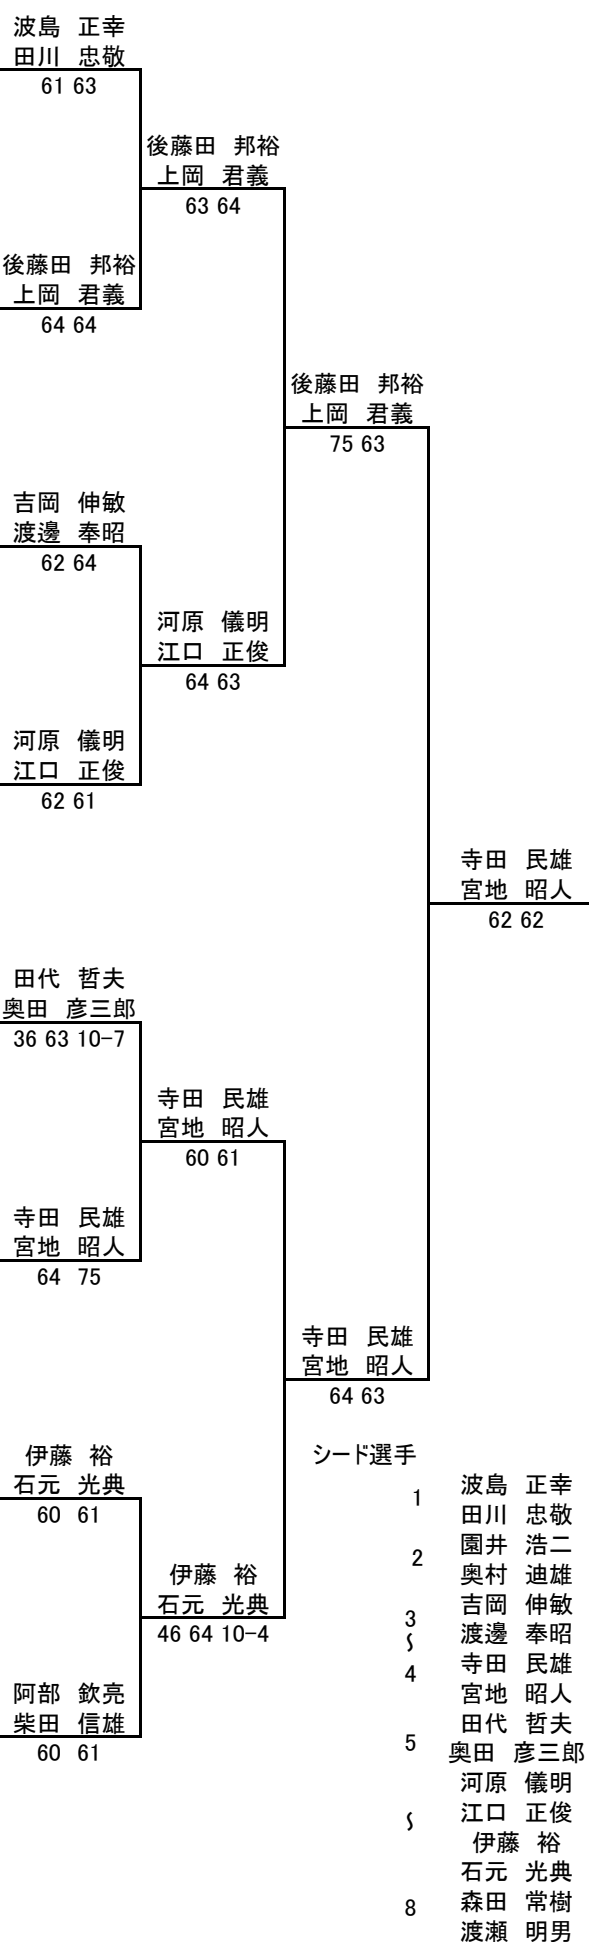 波島 正幸
田川 忠敬
61 63
後藤田 邦裕
上岡 君義
63 64
後藤田 邦裕
上岡 君義
64 64
後藤田 邦裕
上岡 君義
75 63
吉岡 伸敏
渡邊 奉昭
62 64
河原 儀明
江口 正俊
64 63
河原 儀明
江口 正俊
62 61
寺田 民雄
宮地 昭人
62 62
田代 哲夫
奥田 彦三郎
36 63 10-7
寺田 民雄
宮地 昭人
60 61
寺田 民雄
宮地 昭人
64 75
寺田 民雄
宮地 昭人
64 63
伊藤 裕
石元 光典
60 61
伊藤 裕
石元 光典
46 64 10-4
阿部 欽亮
柴田 信雄
60 61
シード選手
1 波島 正幸
田川 忠敬
2 園井 浩二
奥村 迪雄
3 吉岡 伸敏
〜 渡邊 奉昭
4 寺田 民雄
宮地 昭人
5 田代 哲夫
奥田 彦三郎
河原 儀明
〜 江口 正俊
伊藤 裕
石元 光典
8 森田 常樹
渡瀬 明男